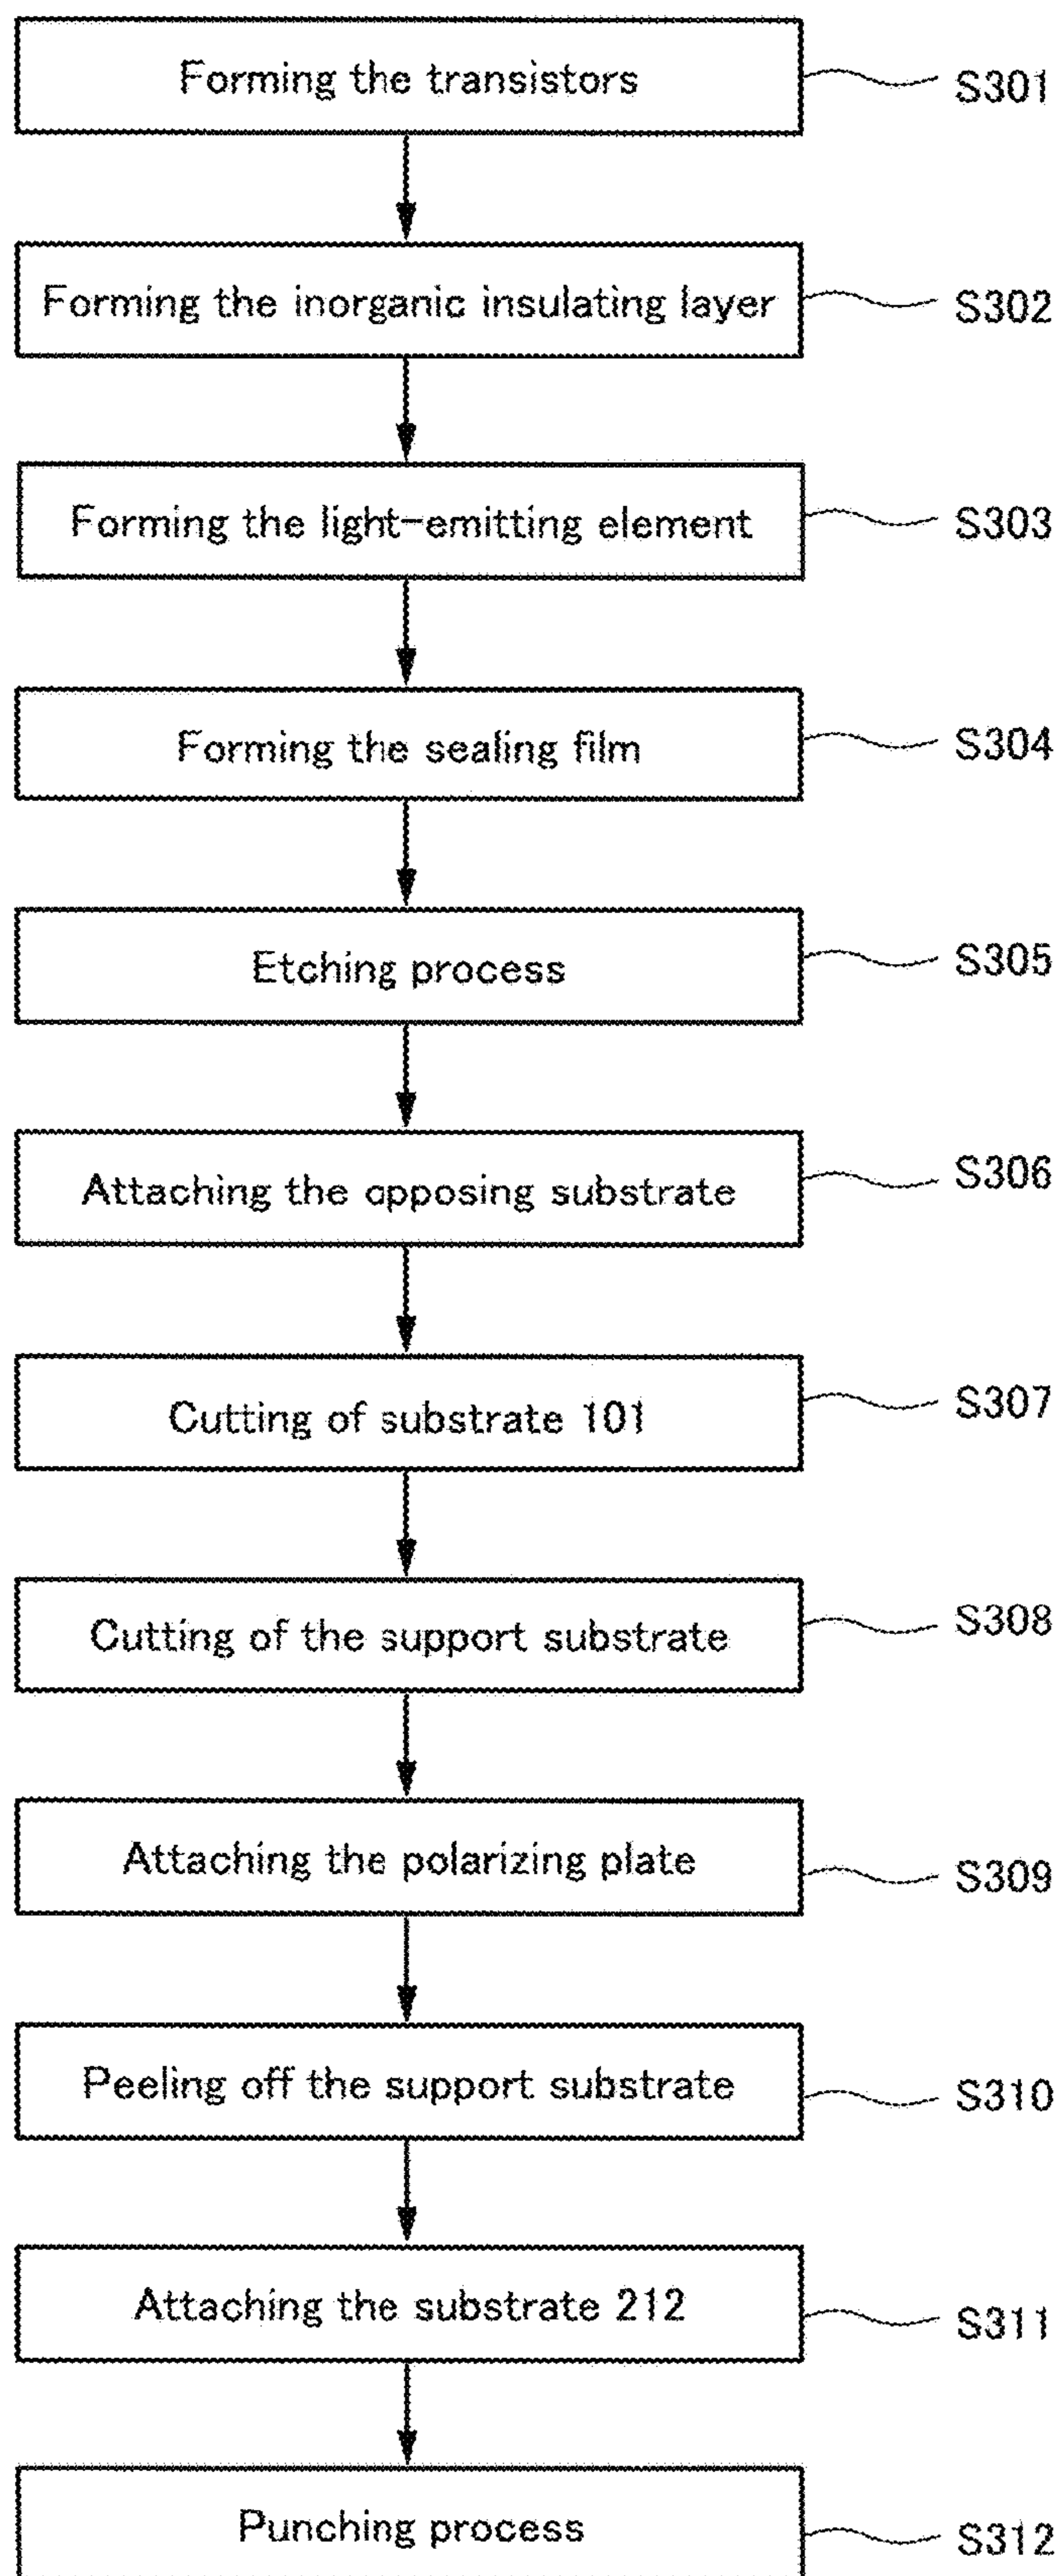 Forming the transistors S301
Forming the inorganic insulating layer S302
Forming the light-emitting element S303
Forming the sealing film S304
Etching process S305
Attaching the opposing substrate S306
Cutting of substrate 101 S307
Cutting of the support substrate S308
Attaching the polarizing plate S309
Peeling off the support substrate S310
Attaching the substrate 212 S311
Punching process S312